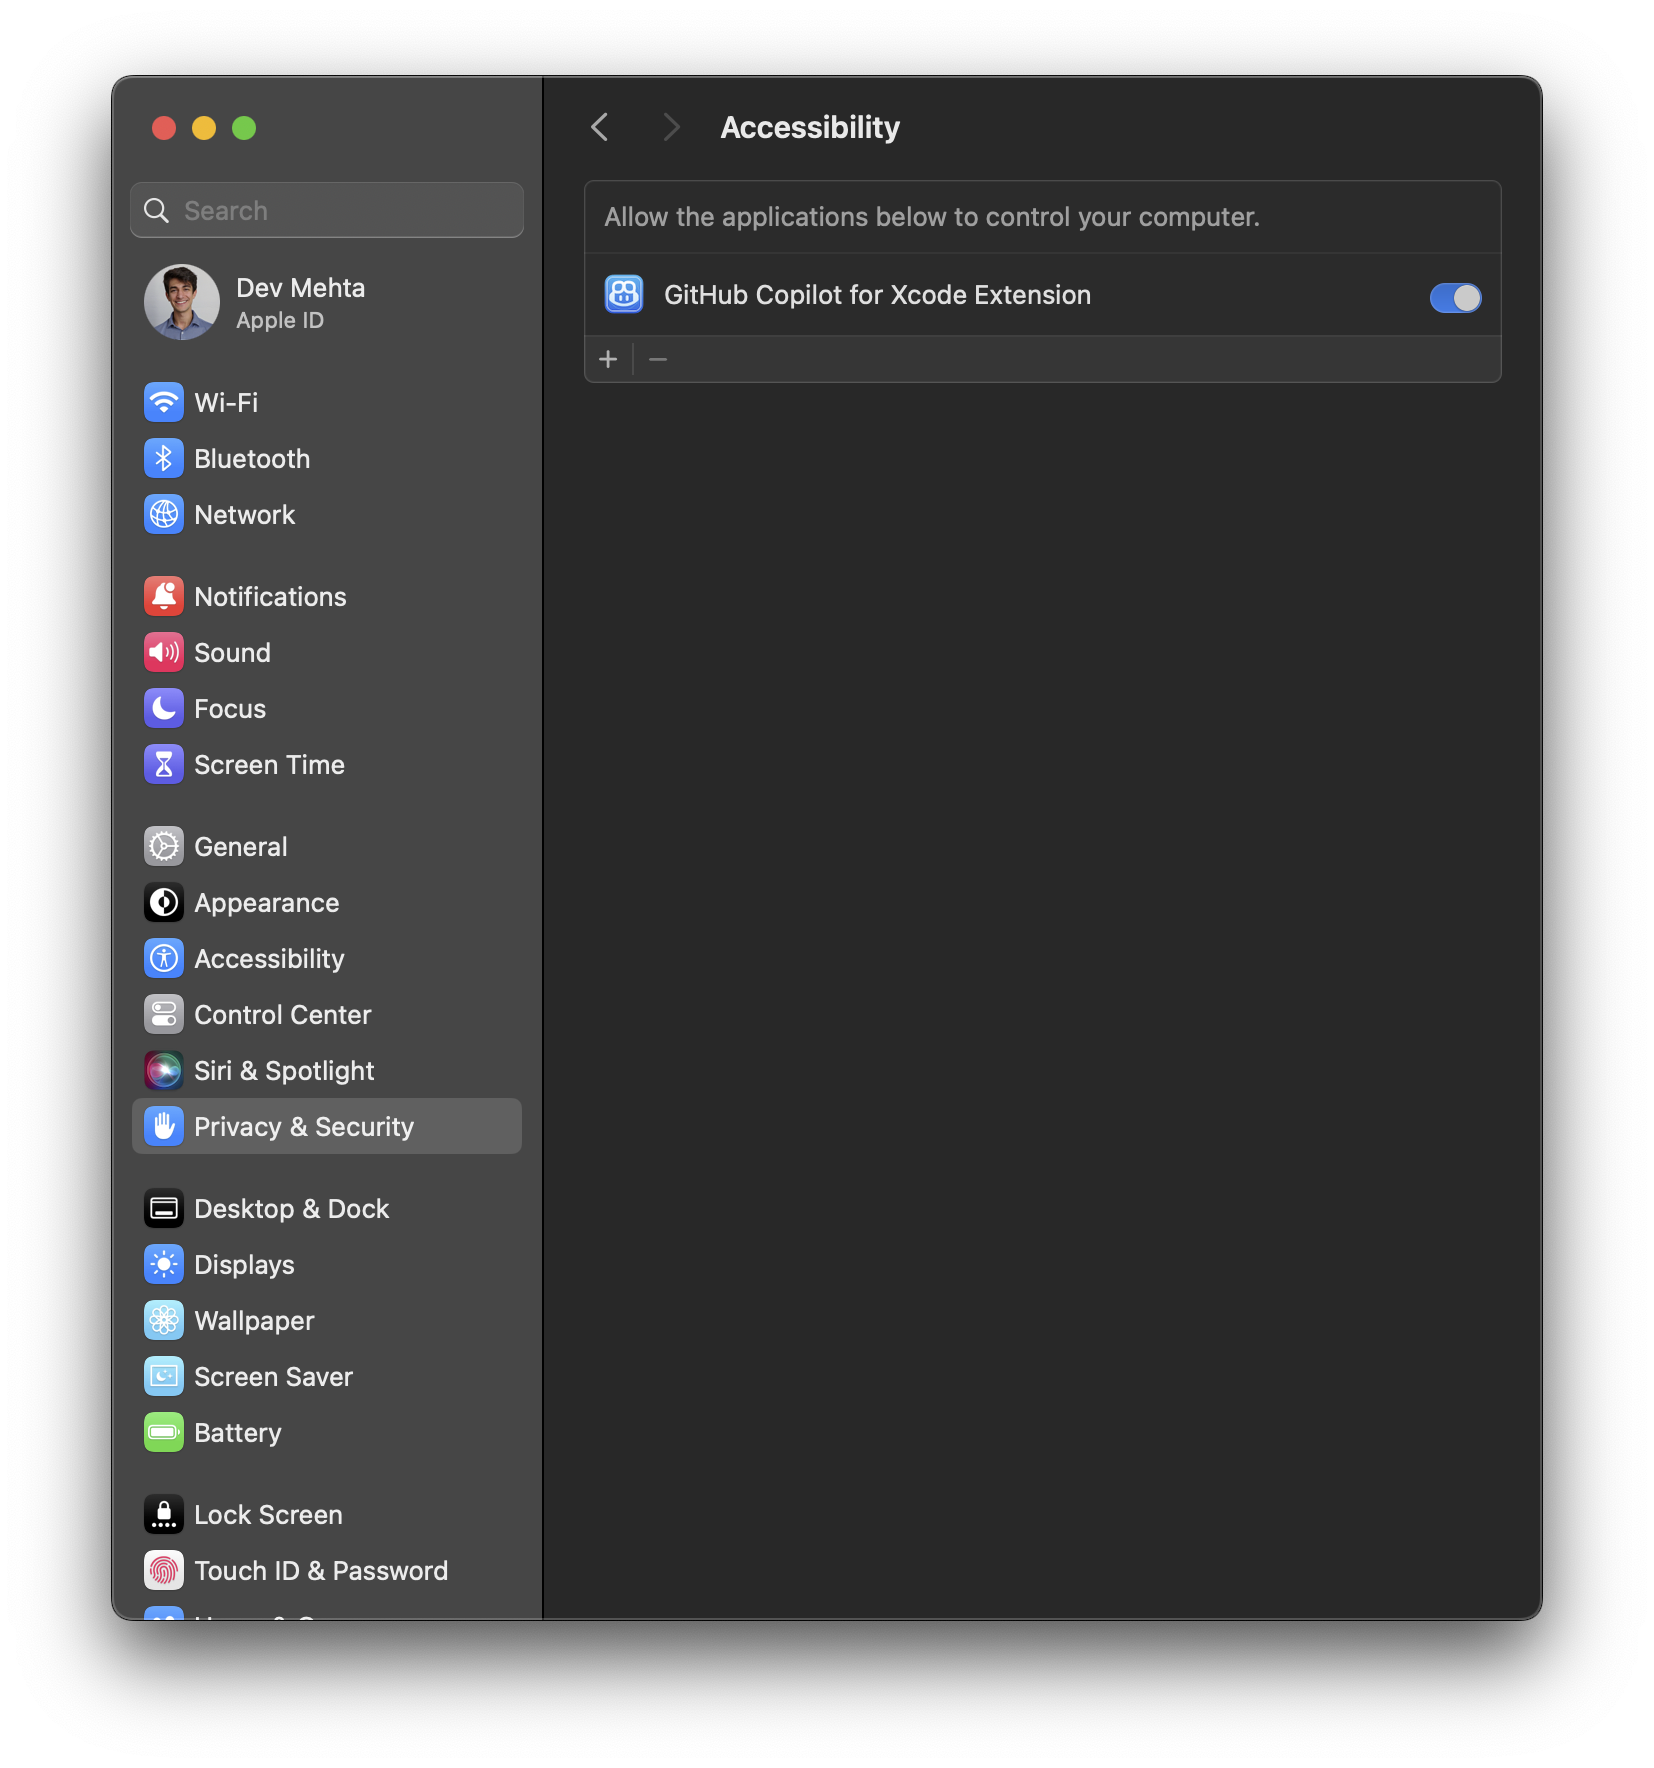 Search
Dev Mehta
Apple ID
Wi-Fi
Bluetooth
Network
Notifications
Sound
Focus
Screen Time
General
Appearance
Accessibility
Control Center
Siri & Spotlight
Privacy & Security
Desktop & Dock
Displays
Wallpaper
Screen Saver
Battery
Lock Screen
Touch ID & Password
Accessibility
Allow the applications below to control your computer.
GitHub Copilot for Xcode Extension